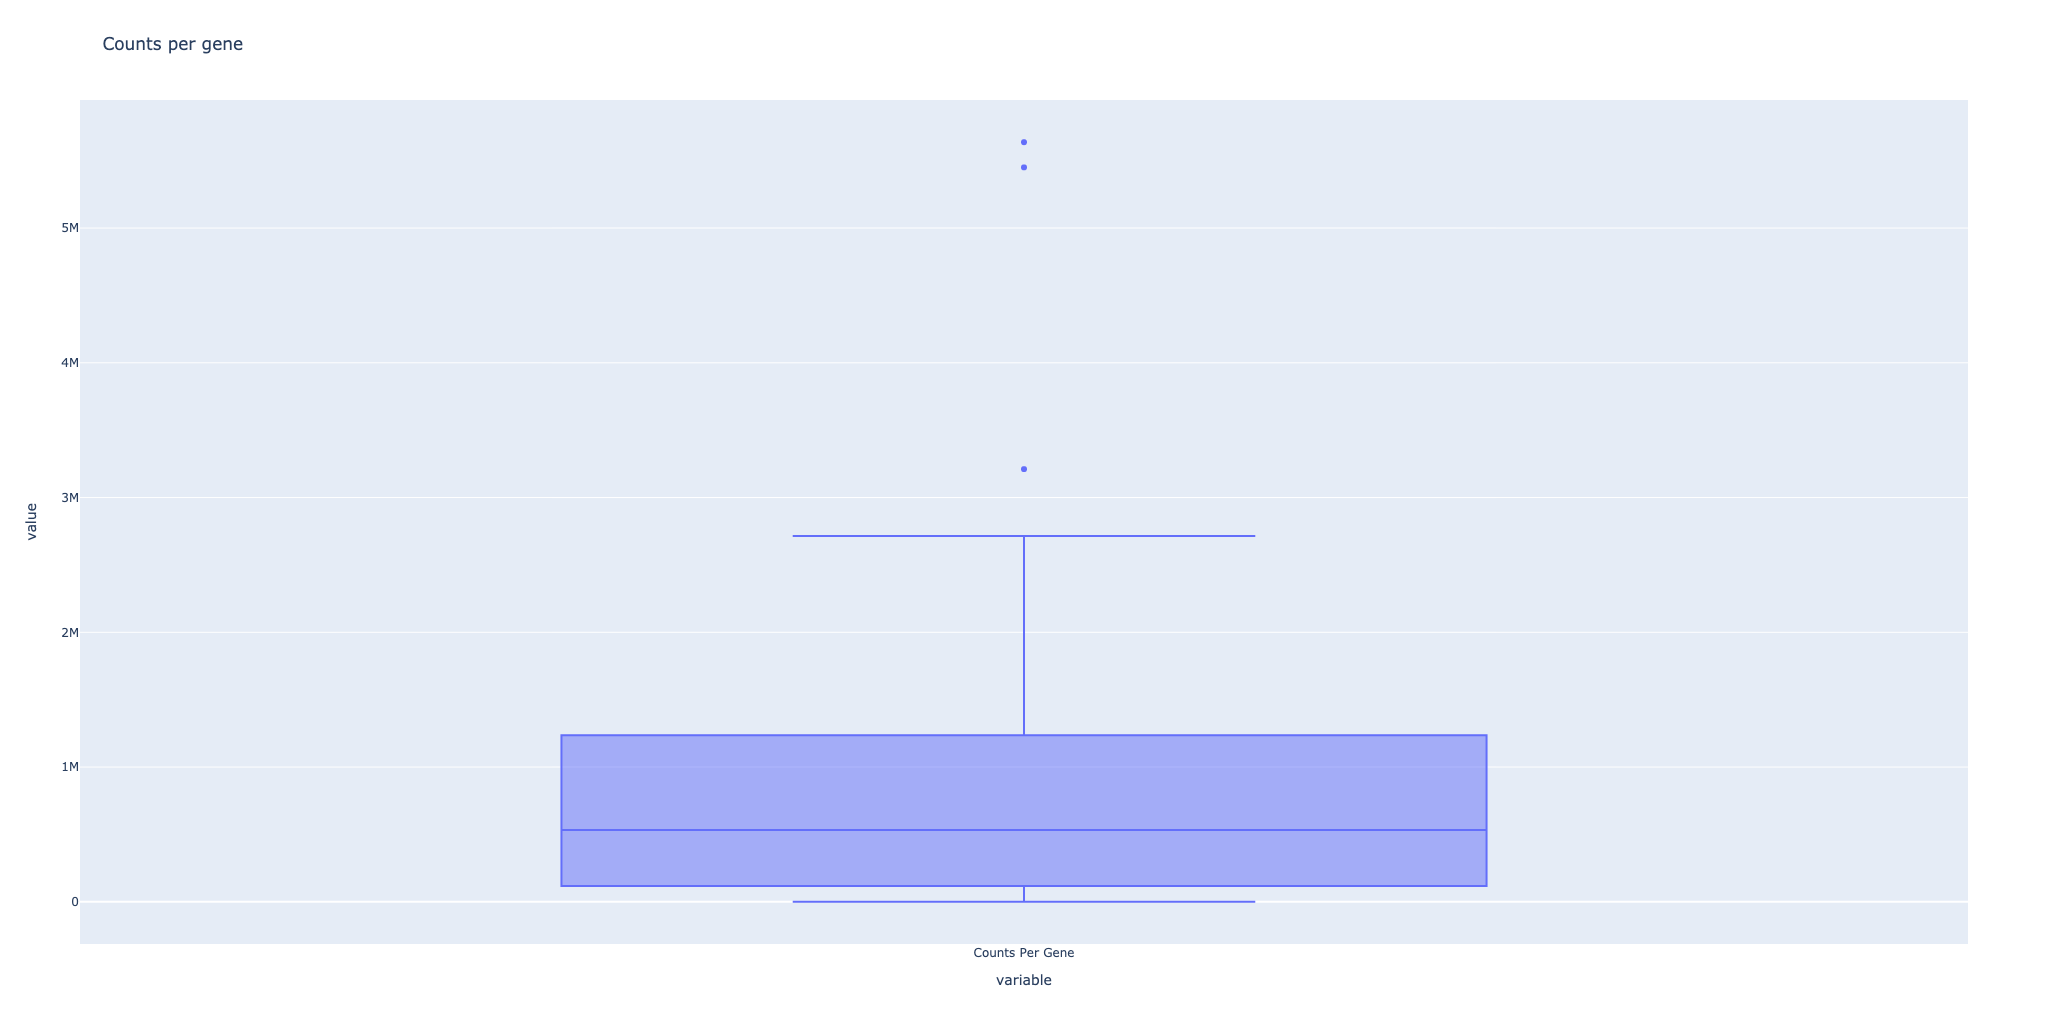 Counts per gene
5M
4M
3M
2M
1M
0
value
Counts Per Gene
variable